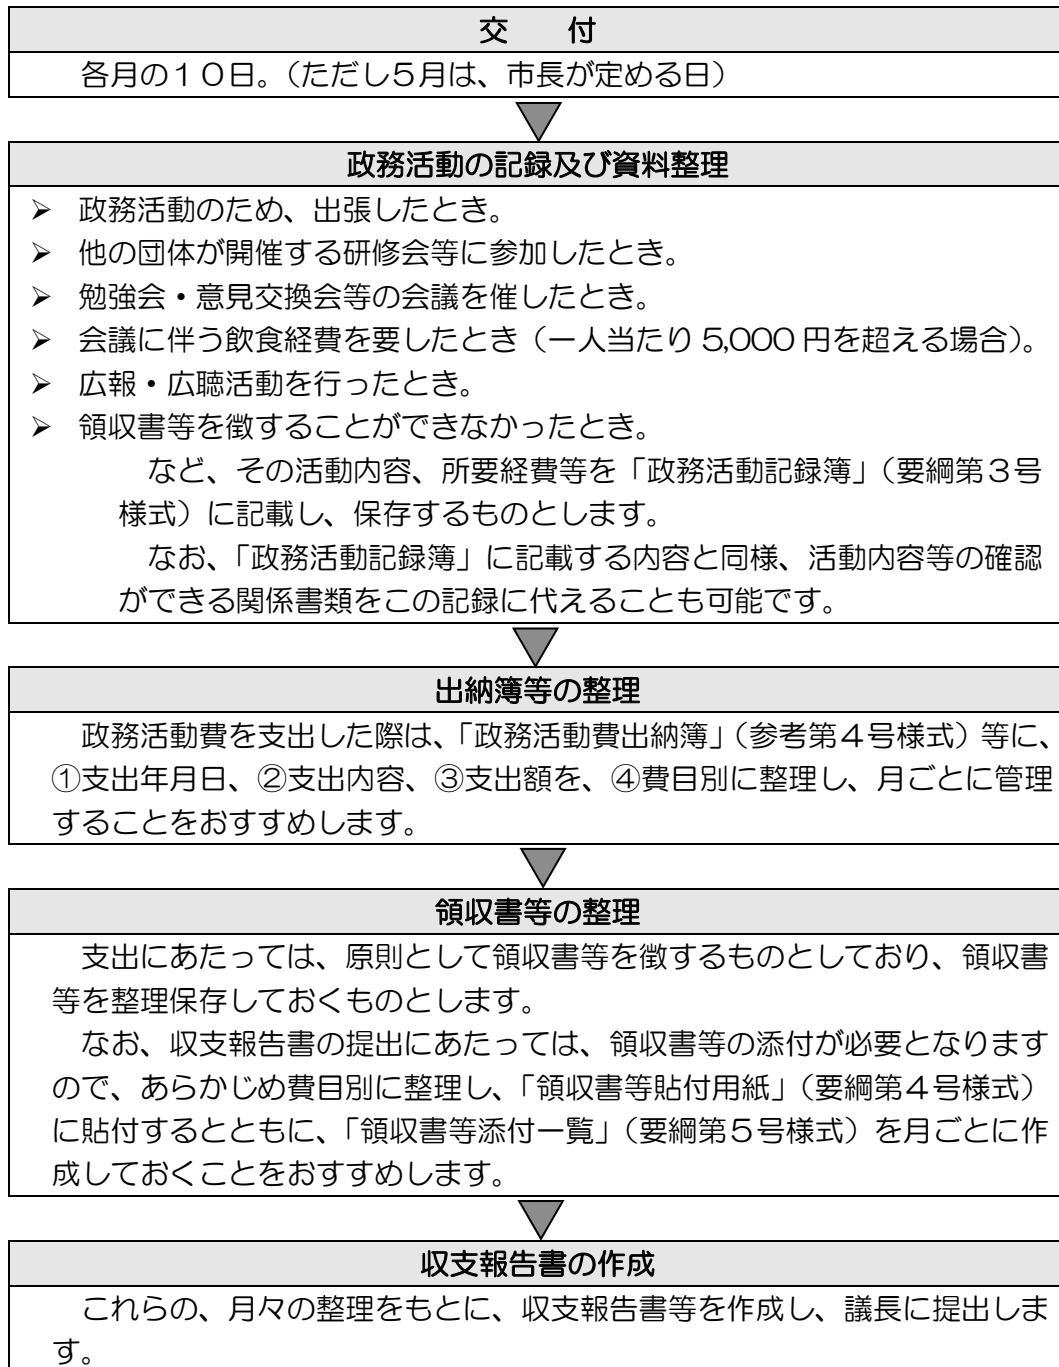 交　　付
各月の１０日。（ただし５月は、市長が定める日）
政務活動の記録及び資料整理
➢ 政務活動のため、出張したとき。
➢ 他の団体が開催する研修会等に参加したとき。
➢ 勉強会・意見交換会等の会議を催したとき。
➢ 会議に伴う飲食経費を要したとき（一人当たり 5,000 円を超える場合）。
➢ 広報・広聴活動を行ったとき。
➢ 領収書等を徴することができなかったとき。
など、その活動内容、所要経費等を「政務活動記録簿」（要綱第３号
様式）に記載し、保存するものとします。
なお、「政務活動記録簿」に記載する内容と同様、活動内容等の確認
ができる関係書類をこの記録に代えることも可能です。
出納簿等の整理
政務活動費を支出した際は、「政務活動費出納簿」（参考第４号様式）等に、
①支出年月日、②支出内容、③支出額を、④費目別に整理し、月ごとに管理
することをおすすめします。
領収書等の整理
支出にあたっては、原則として領収書等を徴するものとしており、領収書
等を整理保存しておくものとします。
なお、収支報告書の提出にあたっては、領収書等の添付が必要となります
ので、あらかじめ費目別に整理し、「領収書等貼付用紙」（要綱第４号様式）
に貼付するとともに、「領収書等添付一覧」（要綱第５号様式）を月ごとに作
成しておくことをおすすめします。
収支報告書の作成
これらの、月々の整理をもとに、収支報告書等を作成し、議長に提出しま
す。